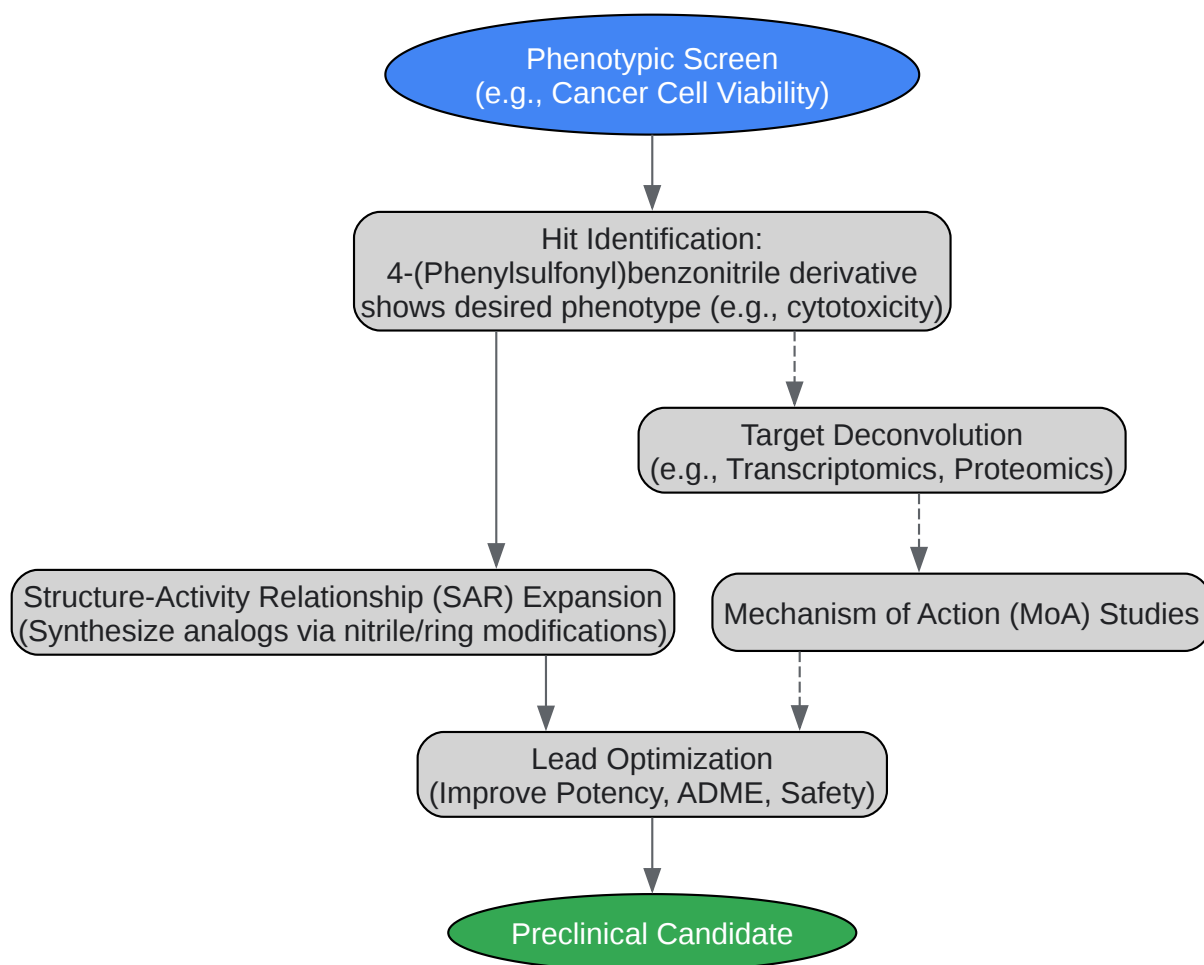 Phenotypic Screen
(e.g., Cancer Cell Viability)
Hit Identification:
4-(Phenylsulfonyl)benzonitrile derivative
shows desired phenotype (e.g., cytotoxicity)
Target Deconvolution
(e.g., Transcriptomics, Proteomics)
Structure-Activity Relationship (SAR) Expansion
(Synthesize analogs via nitrile/ring modifications)
Mechanism of Action (MoA) Studies
Lead Optimization
(Improve Potency, ADME, Safety)
Preclinical Candidate